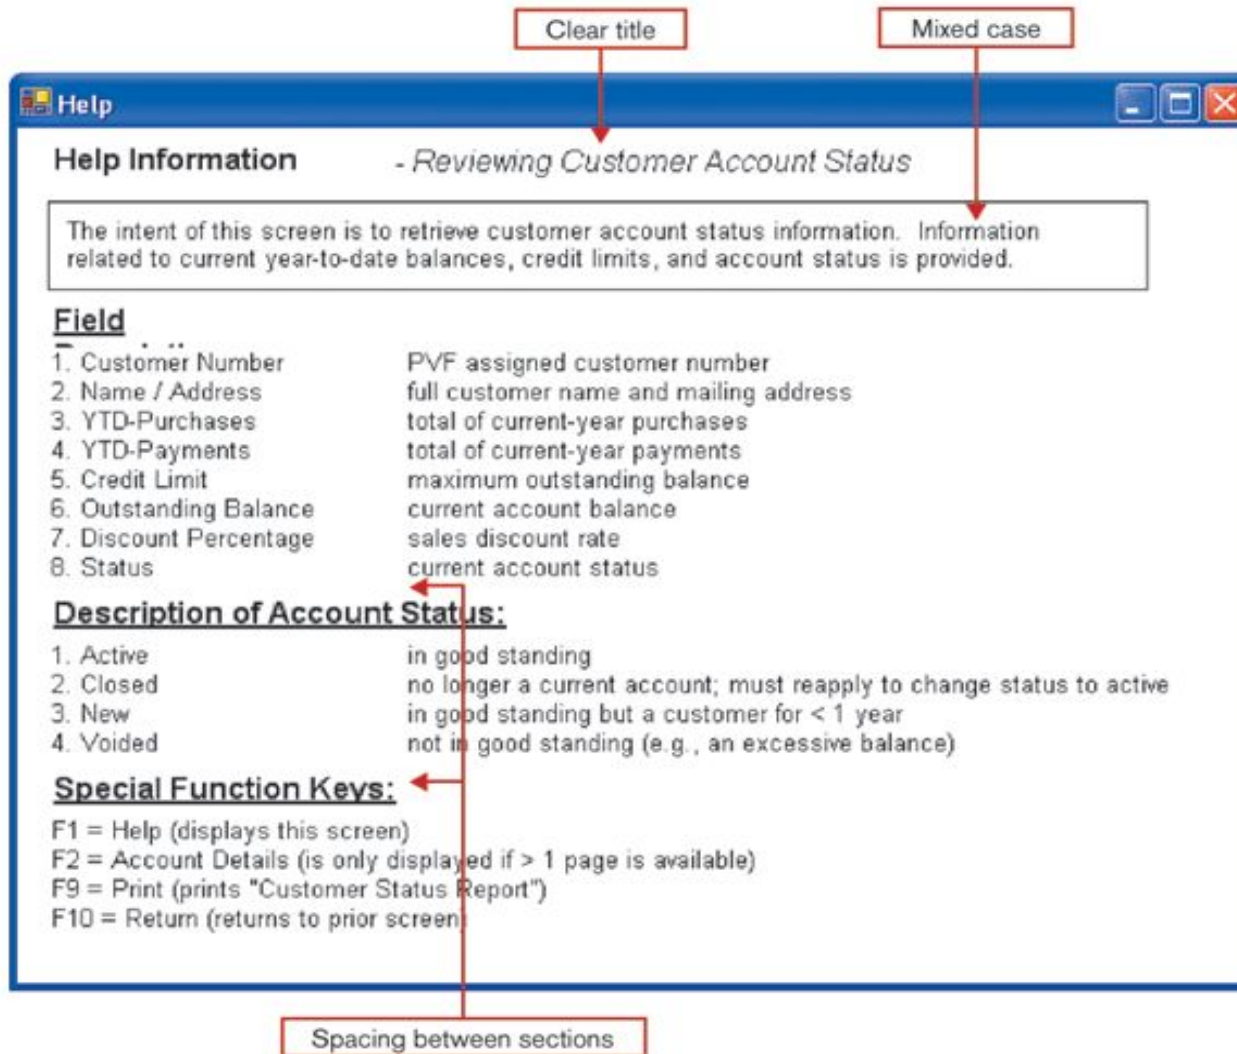 Clear title
Mixed case
Help
Help Information - Reviewing Customer Account Status
The intent of this screen is to retrieve customer account status information. Information
related to current year-to-date balances, credit limits, and account status is provided.
Field
1. Customer Number PVF assigned customer number
2. Name / Address full customer name and mailing address
3. YTD-Purchases total of current-year purchases
4. YTD-Payments total of current-year payments
5. Credit Limit maximum outstanding balance
6. Outstanding Balance current account balance
7. Discount Percentage sales discount rate
8. Status current account status
Description of Account Status:
1. Active in good standing
2. Closed no longer a current account; must reapply to change status to active
3. New in good standing but a customer for < 1 year
4. Voided not in good standing (e.g., an excessive balance)
Special Function Keys:
F1 = Help (displays this screen)
F2 = Account Details (is only displayed if > 1 page is available)
F9 = Print (prints "Customer Status Report")
F10 = Return (returns to prior screen)
Spacing between sections